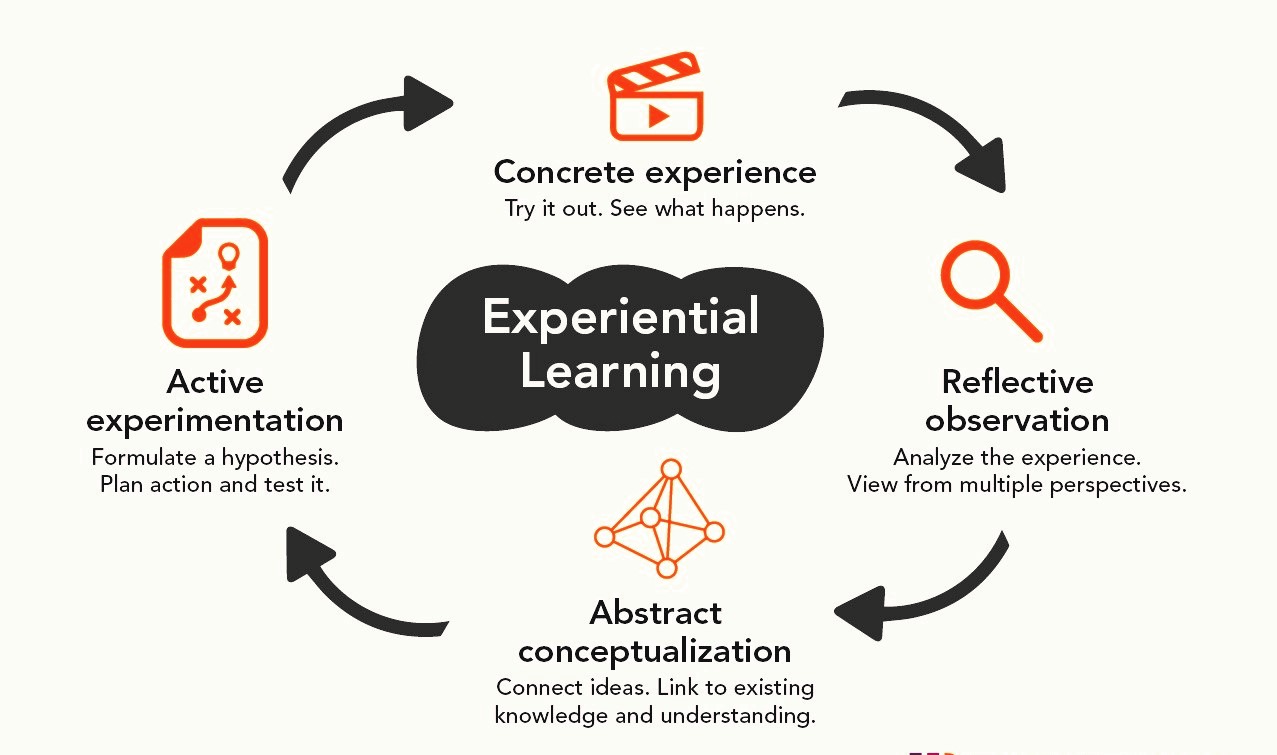 Concrete experience
Try it out. See what happens.
Experiential
Learning
Reflective
observation
Analyze the experience.
View from multiple perspectives.
Abstract
conceptualization
Connect ideas. Link to existing
knowledge and understanding.
Active
experimentation
Formulate a hypothesis.
Plan action and test it.